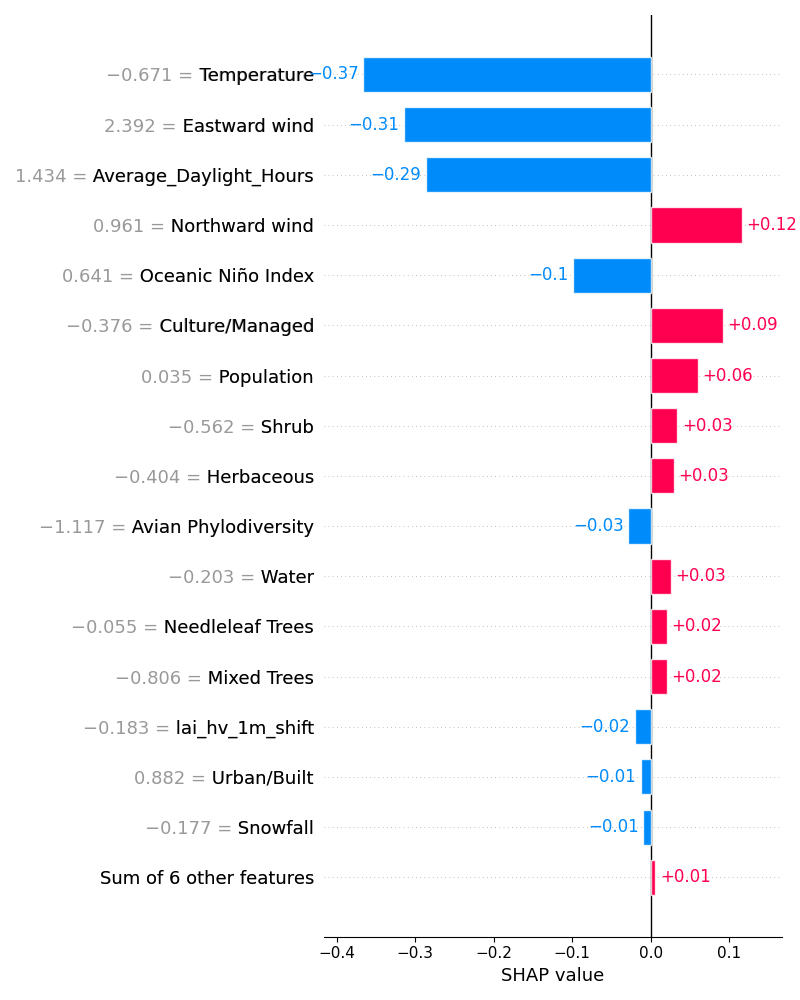 −0.671 = Temperature −0.37
2.392 = Eastward wind −0.31
1.434 = Average_Daylight_Hours −0.29
0.961 = Northward wind +0.12
0.641 = Oceanic Niño Index −0.1
−0.376 = Culture/Managed +0.09
0.035 = Population +0.06
−0.562 = Shrub +0.03
−0.404 = Herbaceous +0.03
−1.117 = Avian Phylodiversity −0.03
−0.203 = Water +0.03
−0.055 = Needleleaf Trees +0.02
−0.806 = Mixed Trees +0.02
−0.183 = lai_hv_1m_shift −0.02
0.882 = Urban/Built −0.01
−0.177 = Snowfall −0.01
Sum of 6 other features +0.01
−0.4 −0.3 −0.2 −0.1 0.0 0.1
SHAP value